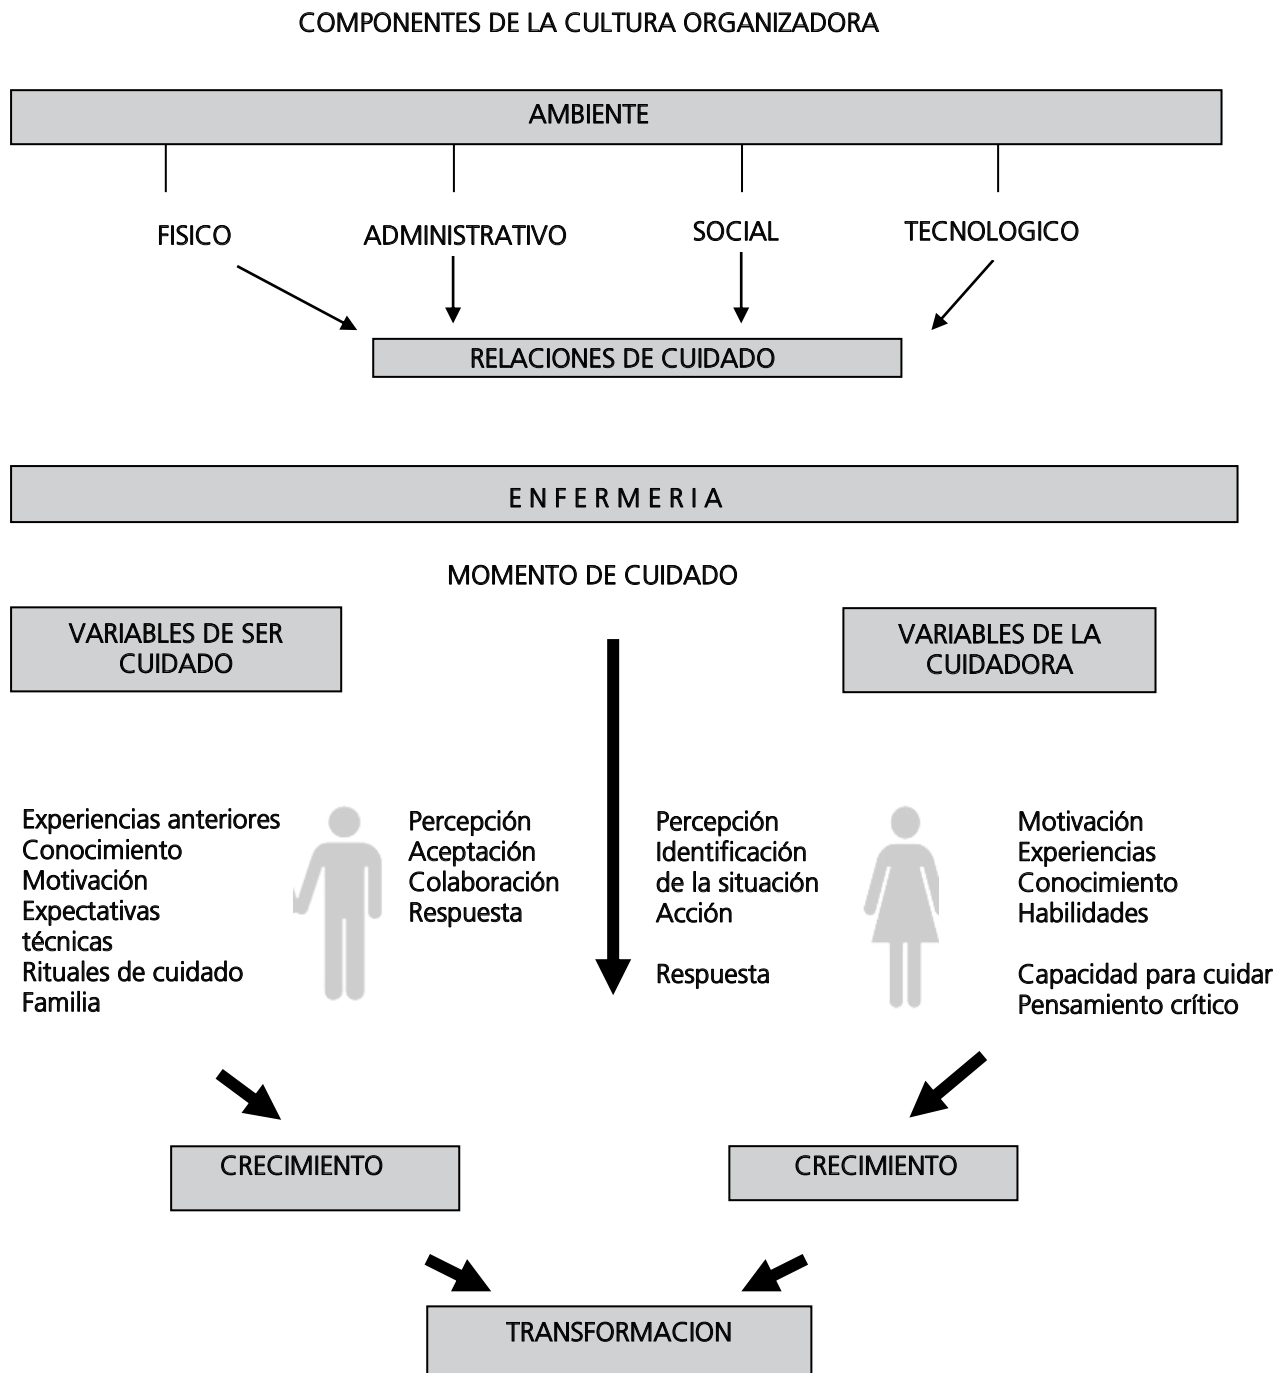 COMPONENTES DE LA CULTURA ORGANIZADORA
AMBIENTE
FISICO
ADMINISTRATIVO
SOCIAL
TECNOLOGICO
RELACIONES DE CUIDADO
E N F E R M E R I A
MOMENTO DE CUIDADO
VARIABLES DE SER
CUIDADO
VARIABLES DE LA
CUIDADORA
Experiencias anteriores
Conocimiento
Motivación
Expectativas
técnicas
Rituales de cuidado
Familia
Percepción
Aceptación
Colaboración
Respuesta
Percepción
Identificación
de la situación
Acción
Respuesta
Motivación
Experiencias
Conocimiento
Habilidades
Capacidad para cuidar
Pensamiento crítico
CRECIMIENTO
CRECIMIENTO
TRANSFORMACION